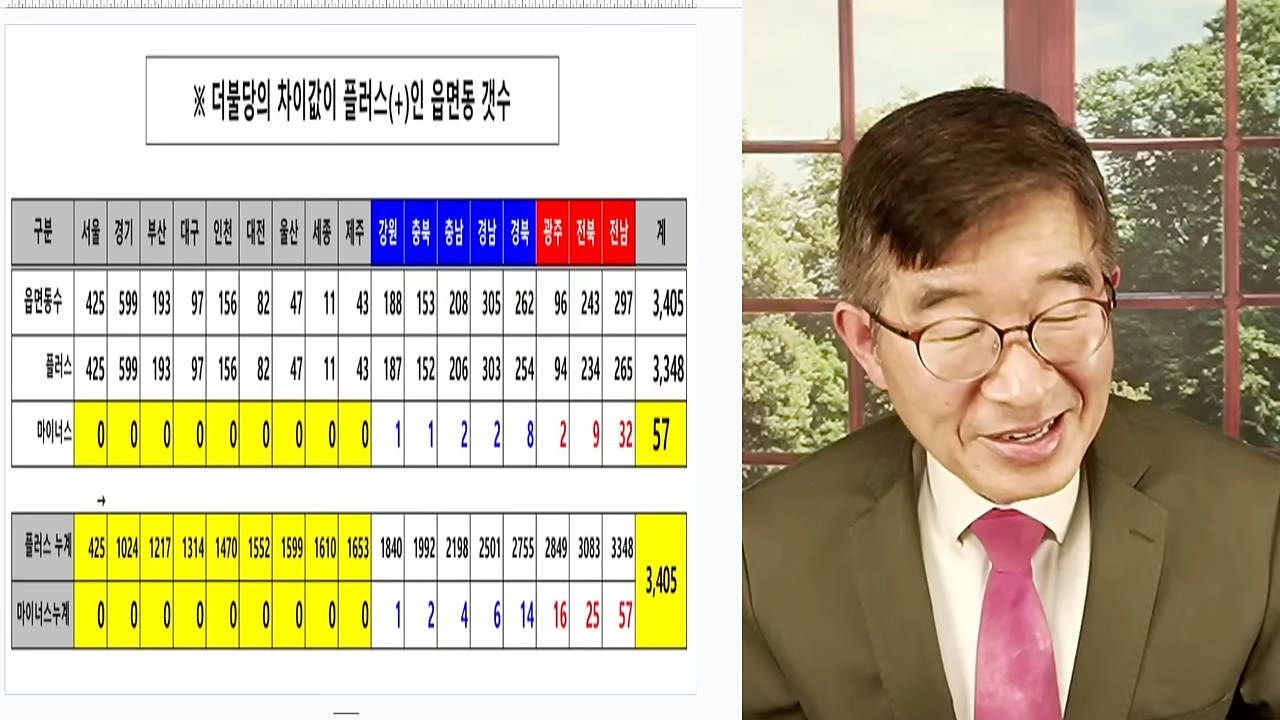 ※ 더불당의 차이값이 플러스(+)인 읍면동 갯수
구분 서울 경기 부산 대구 인천 대전 울산 세종 제주 강원 충북 충남 경남 경북 광주 전북 전남 계
읍면동수 425 599 193 97 156 82 47 11 43 188 153 208 305 262 96 243 297 3,405
플러스 425 599 193 97 156 82 47 11 43 187 152 206 303 254 94 234 265 3,348
마이너스 0 0 0 0 0 0 0 0 0 1 1 2 2 8 2 9 32 57
→
플러스 누계 425 1024 1217 1314 1470 1552 1599 1610 1653 1840 1992 2198 2501 2755 2849 3083 3348 3,405
마이너스누계 0 0 0 0 0 0 0 0 0 1 2 4 6 14 16 25 57